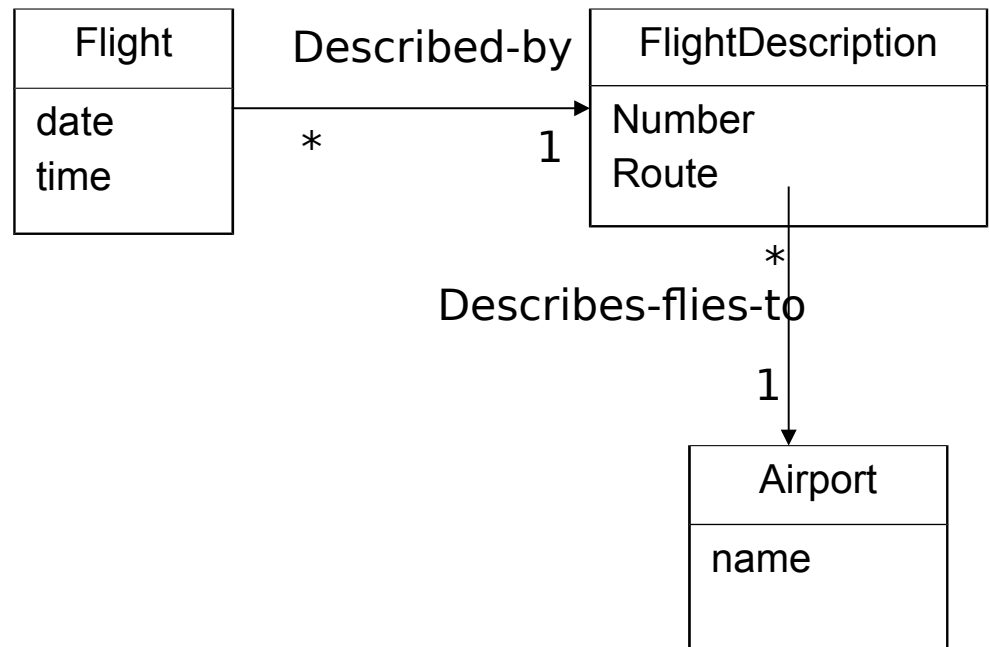 Flight
date
time
Described-by
*
1
FlightDescription
Number
Route
*
Describes-flies-to
1
Airport
name